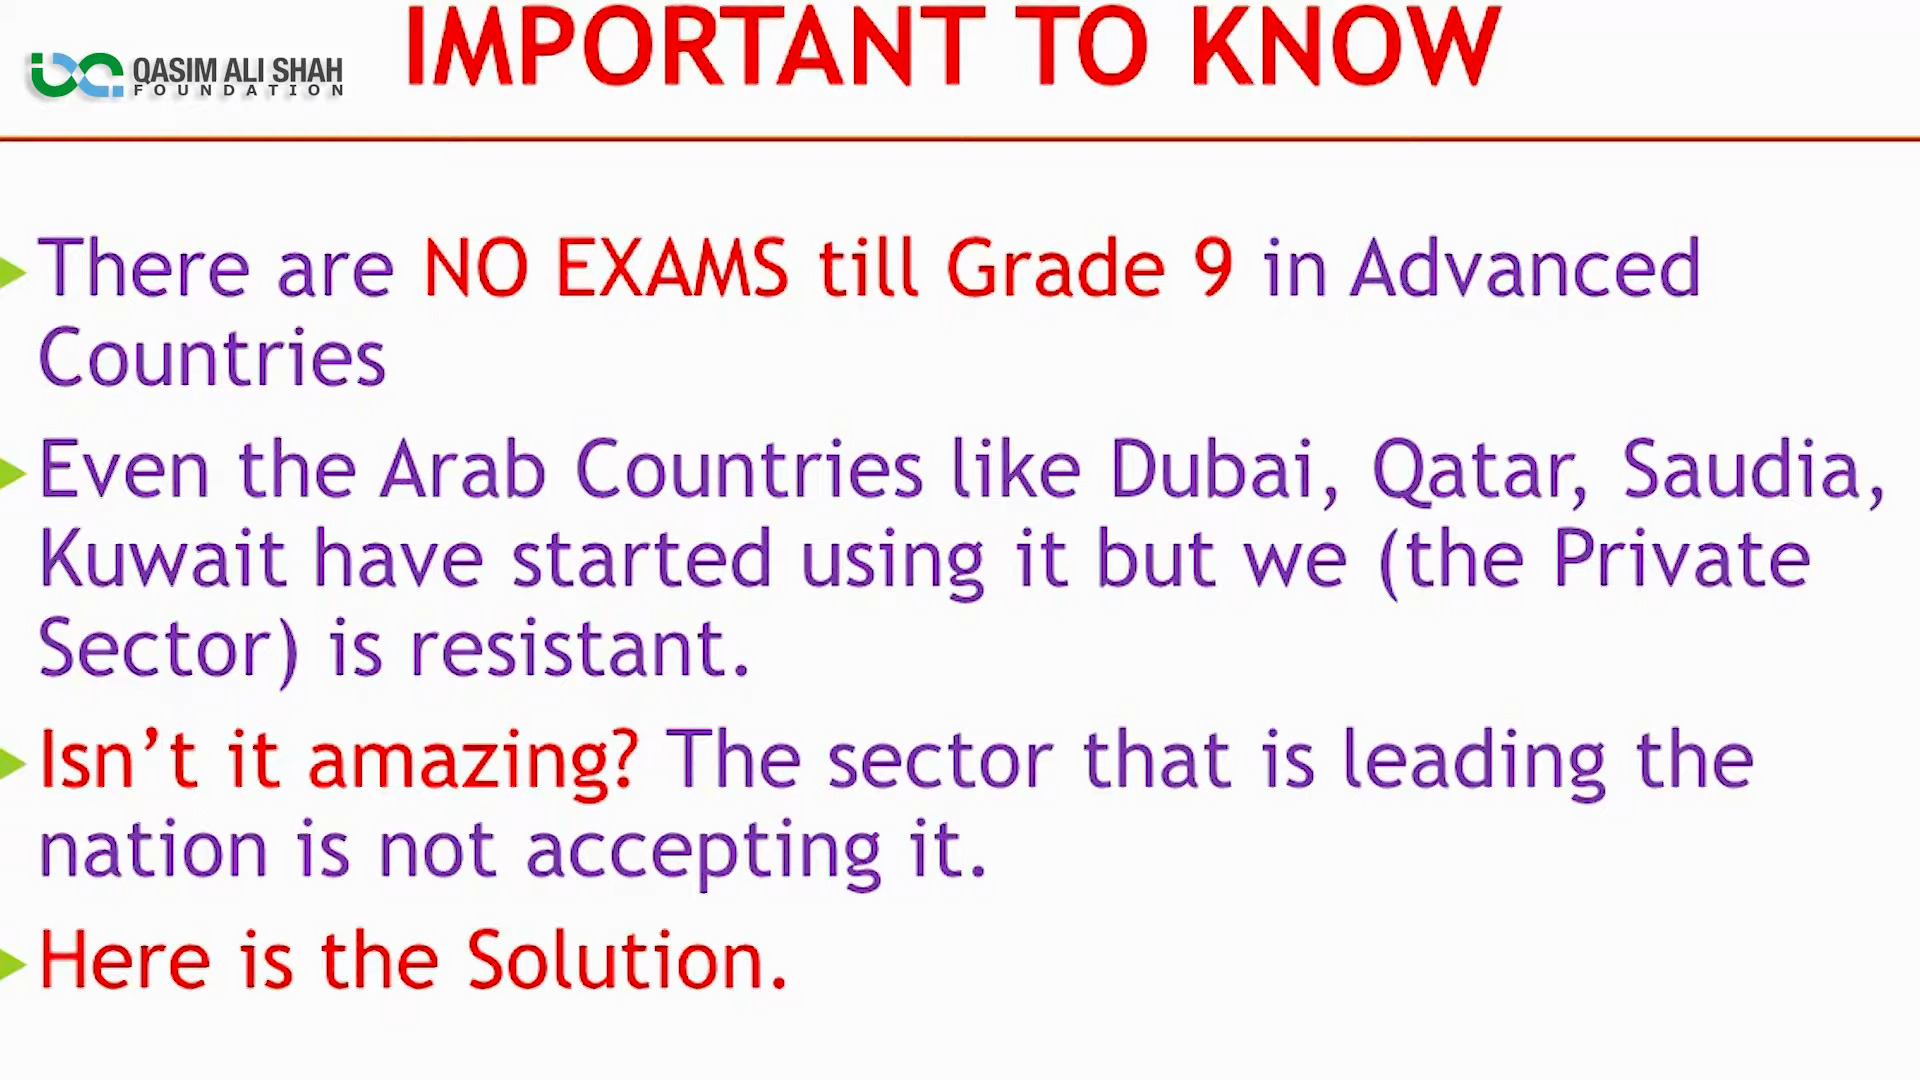 IMPORTANT TO KNOW
QASIM ALI SHAH
FOUNDATION
There are NO EXAMS till Grade 9 in Advanced
Countries
Even the Arab Countries like Dubai, Qatar, Saudia,
Kuwait have started using it but we (the Private
Sector) is resistant.
Isn’t it amazing? The sector that is leading the
nation is not accepting it.
Here is the Solution.